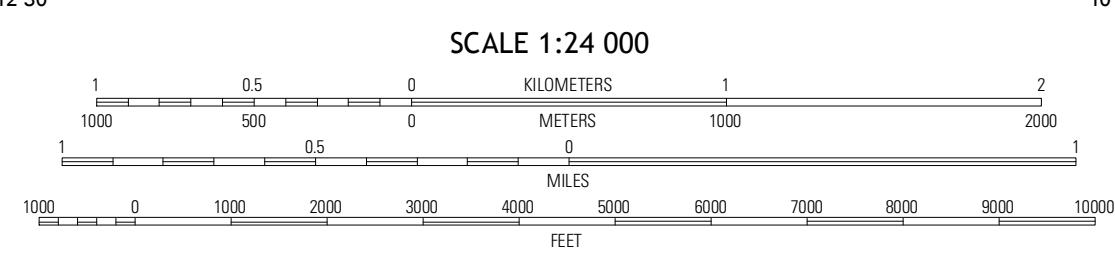 SCALE 1:24 000
1 0.5 0 KILOMETERS 1 2
1000 500 0 METERS 1000 2000
1 0.5 0 1
MILES
1000 0 1000 2000 3000 4000 5000 6000 7000 8000 9000 10000
FEET